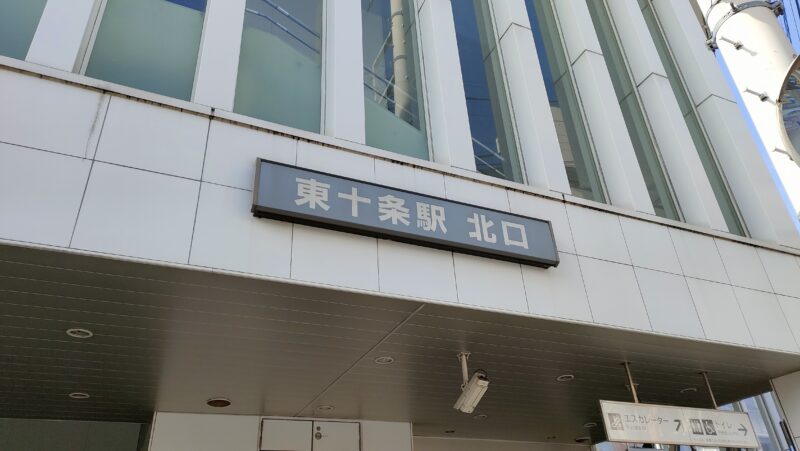 東十条駅 北口
エスカレーター
トイレ